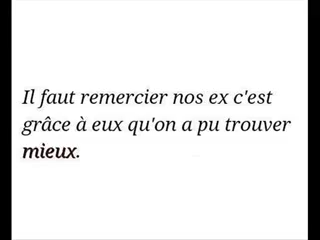 Il faut remercier nos ex c'est
grâce à eux qu'on a pu trouver
mieux.